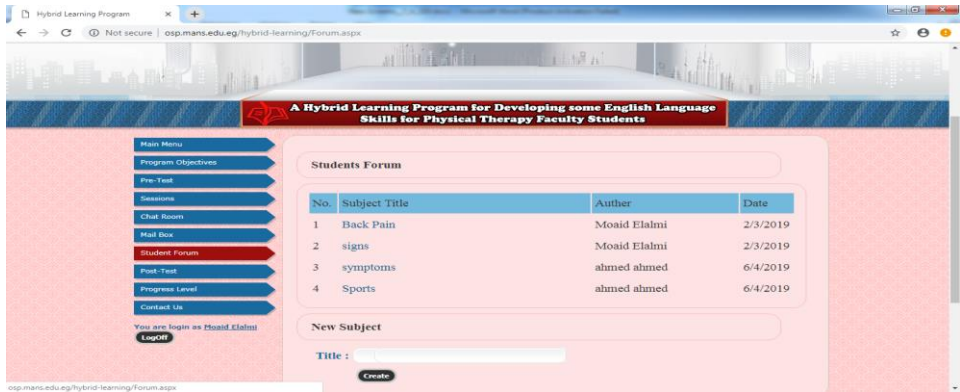 Hybrid Learning Program
Not secure | osp.mans.edu.eg/hybrid-learning/Forum.aspx
A Hybrid Learning Program for Developing some English Language
Skills for Physical Therapy Faculty Students
Main Menu
Program Objectives
Pre-Test
Sessions
Chat Room
Mail Box
Student Forum
Post-Test
Progress Level
Contact Us
You are login as Moaid Elalmi
LogOff
Students Forum
No. Subject Title Auther Date
1 Back Pain Moaid Elalmi 2/3/2019
2 signs Moaid Elalmi 2/3/2019
3 symptoms ahmed ahmed 6/4/2019
4 Sports ahmed ahmed 6/4/2019
New Subject
Title :
Create
osp.mans.edu.eg/hybrid-learning/Forum.aspx